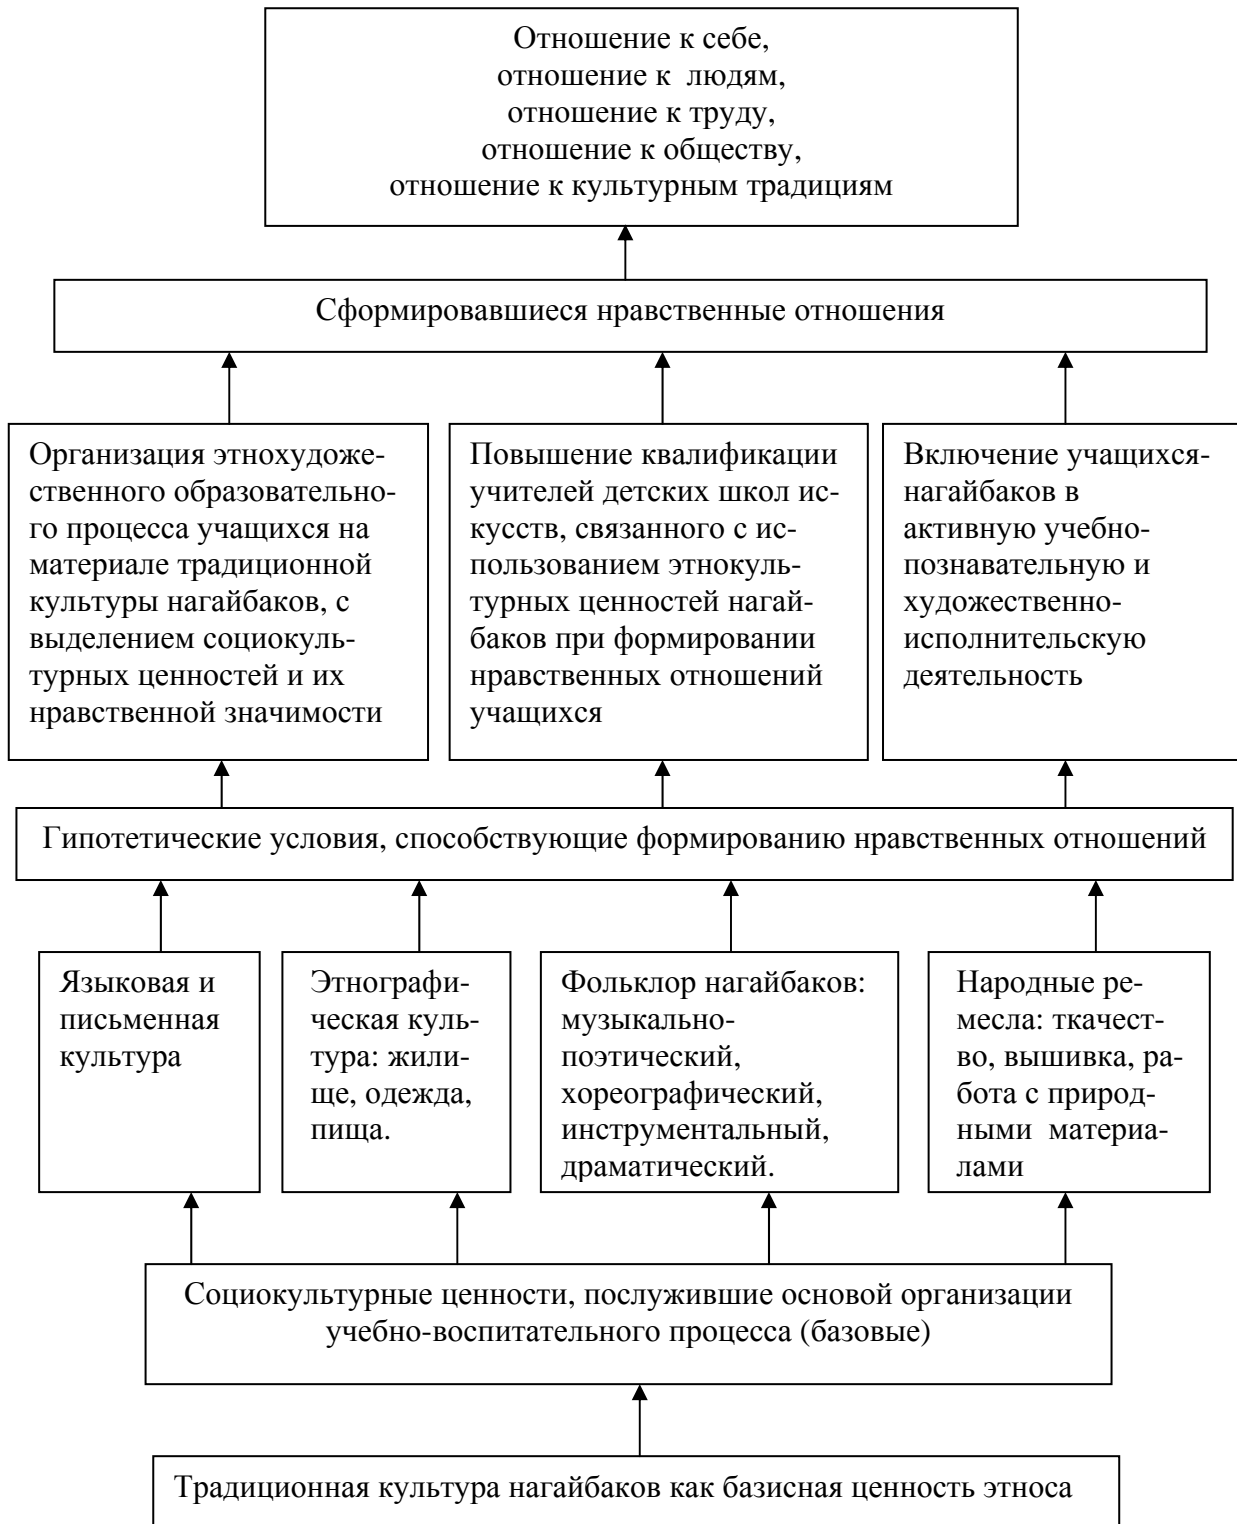 Отношение к себе,
отношение к людям,
отношение к труду,
отношение к обществу,
отношение к культурным традициям
Сформировавшиеся нравственные отношения
Организация этнохудоже-
ственного образовательно-
го процесса учащихся на
материале традиционной
культуры нагайбаков, с
выделением социокуль-
турных ценностей и их
нравственной значимости
Повышение квалификации
учителей детских школ ис-
кусств, связанного с ис-
пользованием этнокуль-
турных ценностей нагай-
баков при формировании
нравственных отношений
учащихся
Включение учащихся-
нагайбаков в
активную учебно-
познавательную и
художественно-
исполнительскую
деятельность
Гипотетические условия, способствующие формированию нравственных отношений
Языковая и
письменная
культура
Этнографи-
ческая куль-
тура: жили-
ще, одежда,
пища.
Фольклор нагайбаков:
музыкально-
поэтический,
хореографический,
инструментальный,
драматический.
Народные ре-
месла: ткачест-
во, вышивка, ра-
бота с природ-
ными материа-
лами
Социокультурные ценности, послужившие основой организации
учебно-воспитательного процесса (базовые)
Традиционная культура нагайбаков как базисная ценность этноса